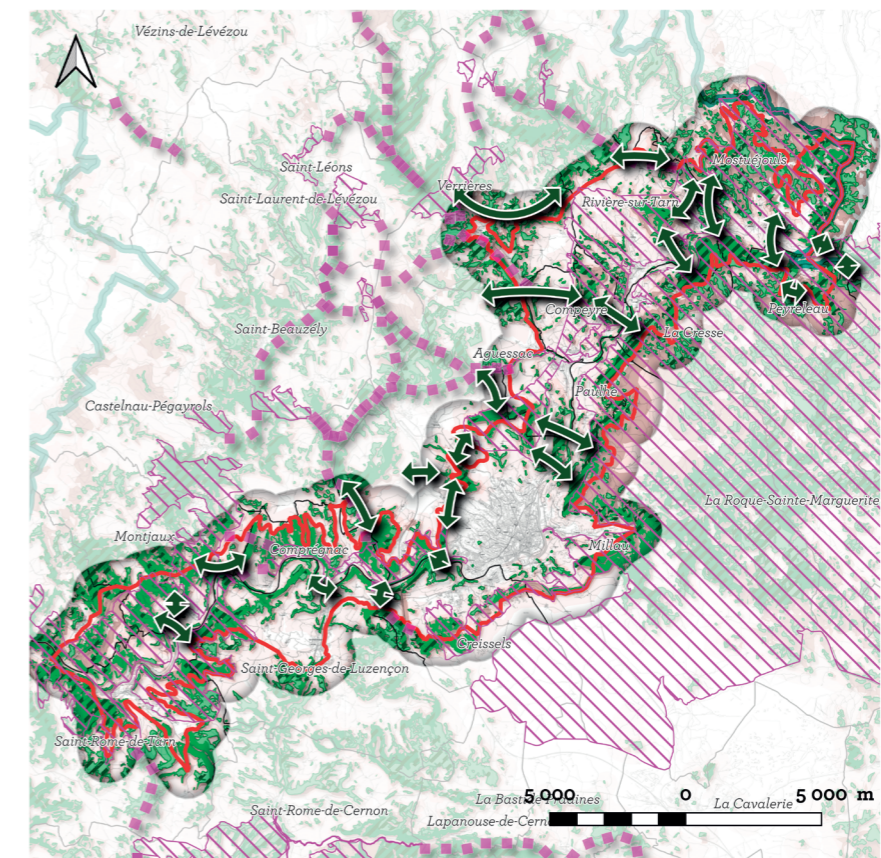 Vézins-de-Lévézou
Mostuéjouls
Saint-Léons
Verrières
Saint-Laurent-de-Lévézou
Rivière-sur-Tarn
Compeyre
Peyreleau
Saint-Beauzély
La Cresse
Aguessac
Paulhe
Castelnau-Pégayrols
La Roque-Sainte-Marguerite
Montjaux
Comprégnac
Millau
Creissels
Saint-Georges-de-Luzençon
Saint-Rome-de-Tarn
5 000 0 5 000 m
La Bastide-Pradines
La Cavalerie
Saint-Rome-de-Cernon
Lapanouse-de-Cern